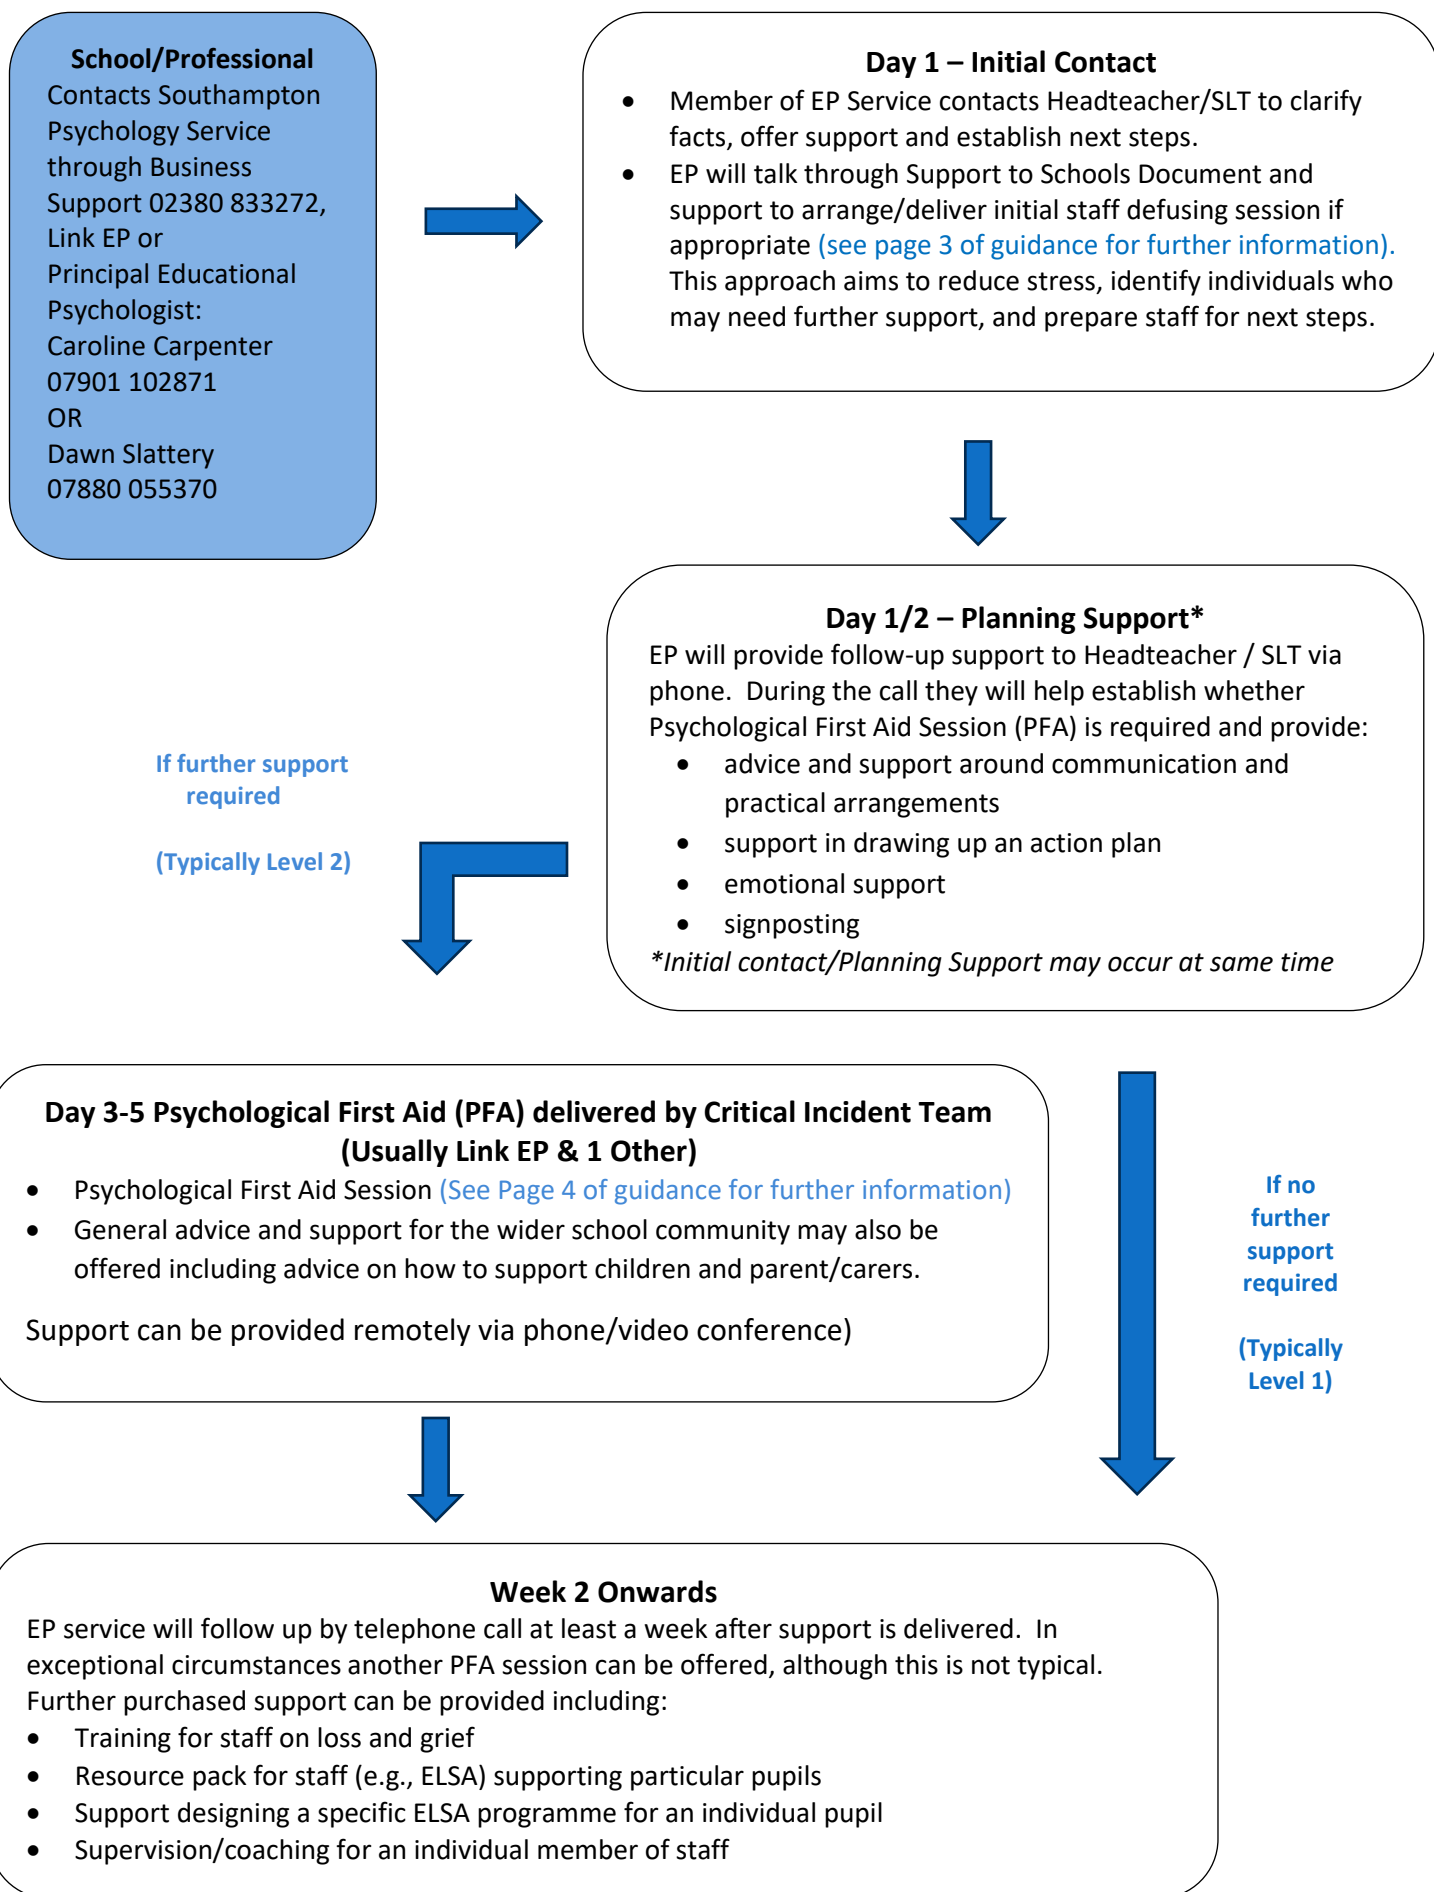 School/Professional
Contacts Southampton
Psychology Service
through Business
Support 02380 833272,
Link EP or
Principal Educational
Psychologist:
Caroline Carpenter
07901 102871
OR
Dawn Slattery
07880 055370
Day 1 – Initial Contact
• Member of EP Service contacts Headteacher/SLT to clarify
facts, offer support and establish next steps.
• EP will talk through Support to Schools Document and
support to arrange/deliver initial staff defusing session if
appropriate (see page 3 of guidance for further information).
This approach aims to reduce stress, identify individuals who
may need further support, and prepare staff for next steps.
Day 1/2 – Planning Support*
EP will provide follow-up support to Headteacher / SLT via
phone. During the call they will help establish whether
Psychological First Aid Session (PFA) is required and provide:
• advice and support around communication and
practical arrangements
• support in drawing up an action plan
• emotional support
• signposting
*Initial contact/Planning Support may occur at same time
If further support
required
(Typically Level 2)
Day 3-5 Psychological First Aid (PFA) delivered by Critical Incident Team
(Usually Link EP & 1 Other)
• Psychological First Aid Session (See Page 4 of guidance for further information)
• General advice and support for the wider school community may also be
offered including advice on how to support children and parent/carers.
Support can be provided remotely via phone/video conference)
If no
further
support
required
(Typically
Level 1)
Week 2 Onwards
EP service will follow up by telephone call at least a week after support is delivered. In
exceptional circumstances another PFA session can be offered, although this is not typical.
Further purchased support can be provided including:
• Training for staff on loss and grief
• Resource pack for staff (e.g., ELSA) supporting particular pupils
• Support designing a specific ELSA programme for an individual pupil
• Supervision/coaching for an individual member of staff